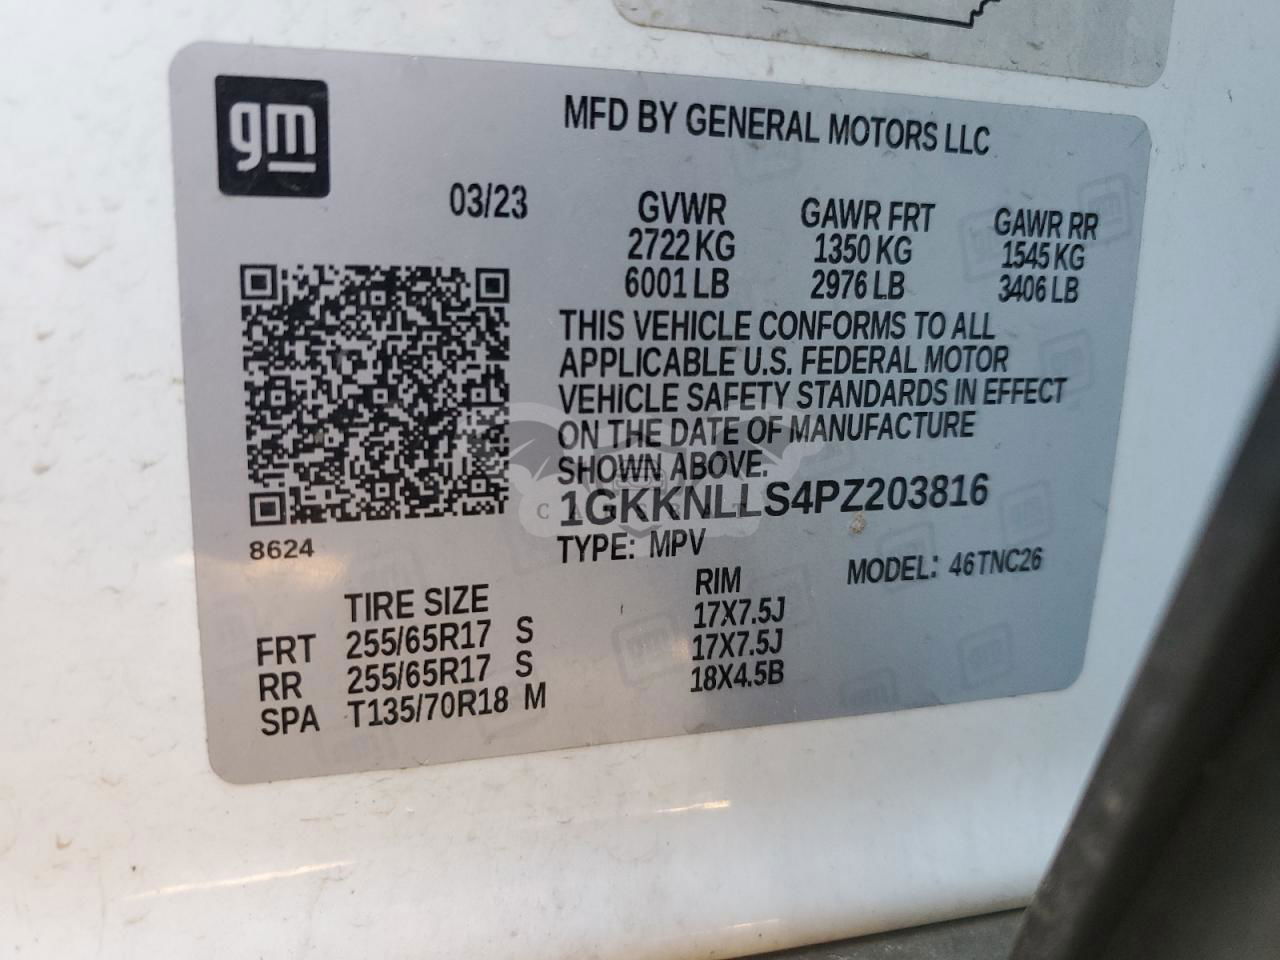 gm
MFD BY GENERAL MOTORS LLC
03/23 GVWR GAWR FRT GAWR RR
2722 KG 1350 KG 1545 KG
6001 LB 2976 LB 3406 LB
THIS VEHICLE CONFORMS TO ALL
APPLICABLE U.S. FEDERAL MOTOR
VEHICLE SAFETY STANDARDS IN EFFECT
ON THE DATE OF MANUFACTURE
SHOWN ABOVE.
1GKKNLLS4PZ203816
8624
TYPE: MPV MODEL: 46TNC26
TIRE SIZE RIM
FRT 255/65R17 S 17X7.5J
RR 255/65R17 S 17X7.5J
SPA T135/70R18 M 18X4.5B